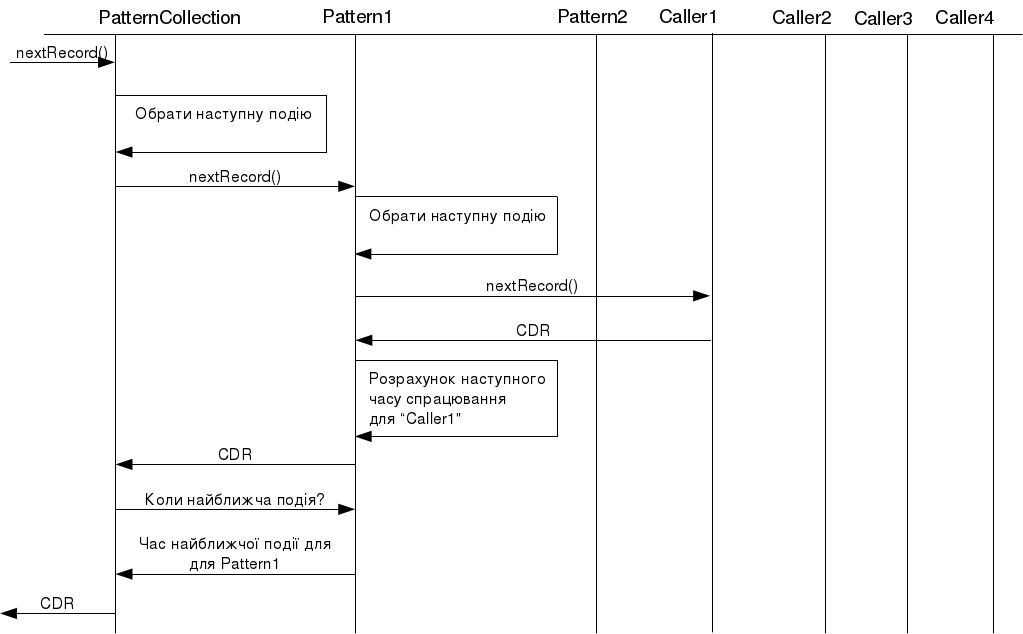 PatternCollection
Pattern1
Pattern2
Caller1
Caller2
Caller3
Caller4
nextRecord()
Обрати наступну подію
nextRecord()
Обрати наступну подію
nextRecord()
CDR
Розрахунок наступного
часу спрацювання
для “Caller1”
CDR
Коли найближча подія?
Час найближчої події для
для Pattern1
CDR